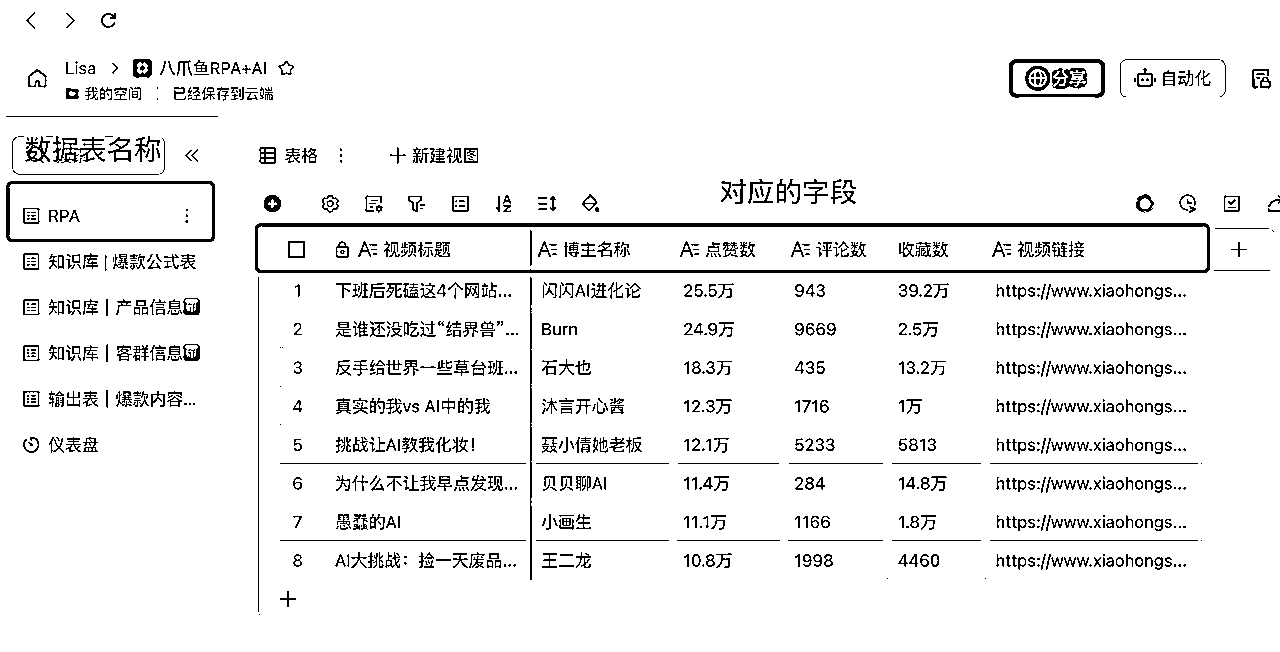 Lisa > 八爪鱼RPA+AI
我的空间 | 已经保存到云端
分享
自动化
数据表名称
RPA
知识库 | 爆款公式表
知识库 | 产品信息
知识库 | 客群信息
输出表 | 爆款内容...
仪表盘
表格
+ 新建视图
对应的字段
视频标题 博主名称 点赞数 评论数 收藏数 视频链接
1 下班后死磕这4个网站... 闪闪AI进化论 25.5万 943 39.2万 https://www.xiaohongs...
2 是谁还没吃过“结界兽”... Burn 24.9万 9669 2.5万 https://www.xiaohongs...
3 反手给世界一些草台班... 石大也 18.3万 435 13.2万 https://www.xiaohongs...
4 真实的我vs AI中的我 沐言开心酱 12.3万 1716 1万 https://www.xiaohongs...
5 挑战让AI教我化妆！ 聂小倩她老板 12.1万 5233 5813 https://www.xiaohongs...
6 为什么不让我早点发现... 贝贝聊AI 11.4万 284 14.8万 https://www.xiaohongs...
7 愚蠢的AI 小画生 11.1万 1166 1.8万 https://www.xiaohongs...
8 AI大挑战：捡一天废品... 王二龙 10.8万 1998 4460 https://www.xiaohongs...